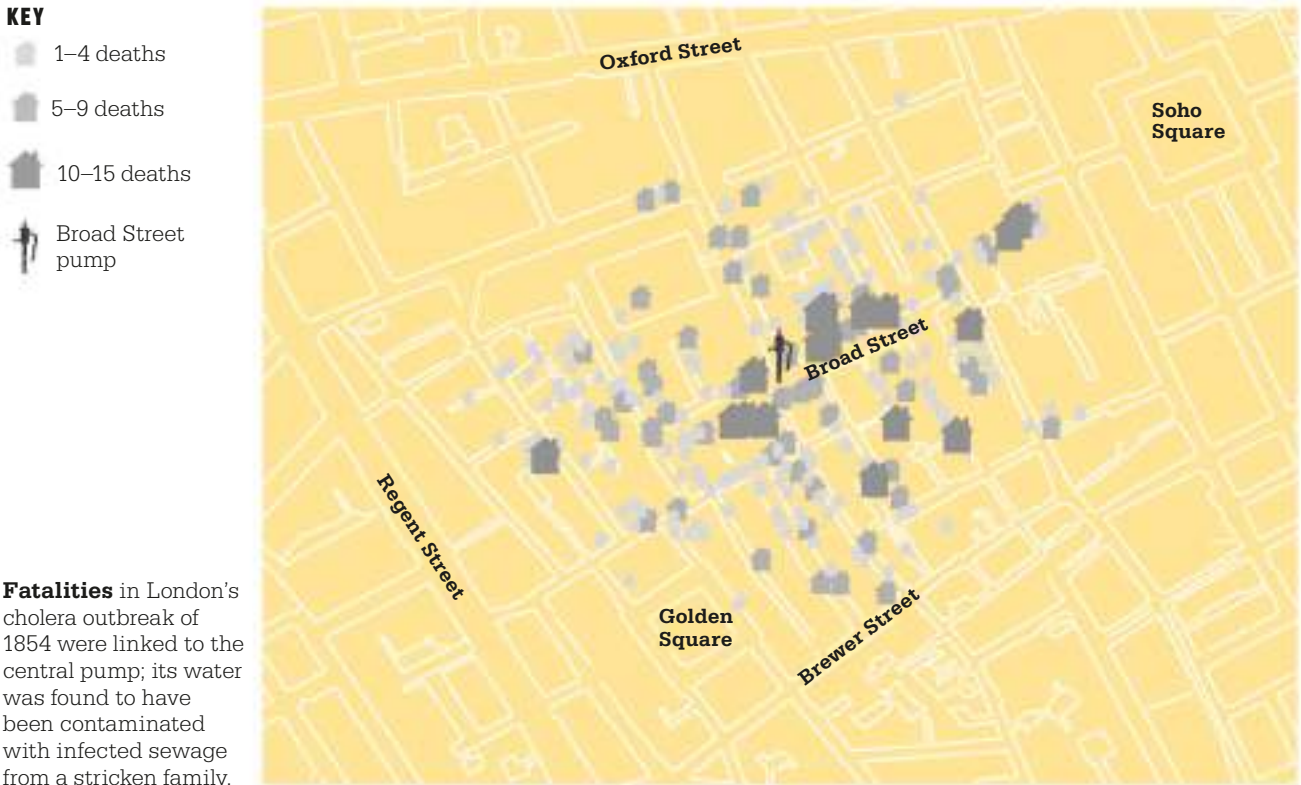 KEY
1–4 deaths
5–9 deaths
10–15 deaths
Broad Street
pump
Fatalities in London's
cholera outbreak of
1854 were linked to the
central pump; its water
was found to have
been contaminated
with infected sewage
from a stricken family.
Oxford Street
Soho
Square
Broad Street
Regent Street
Golden
Square
Brewer Street